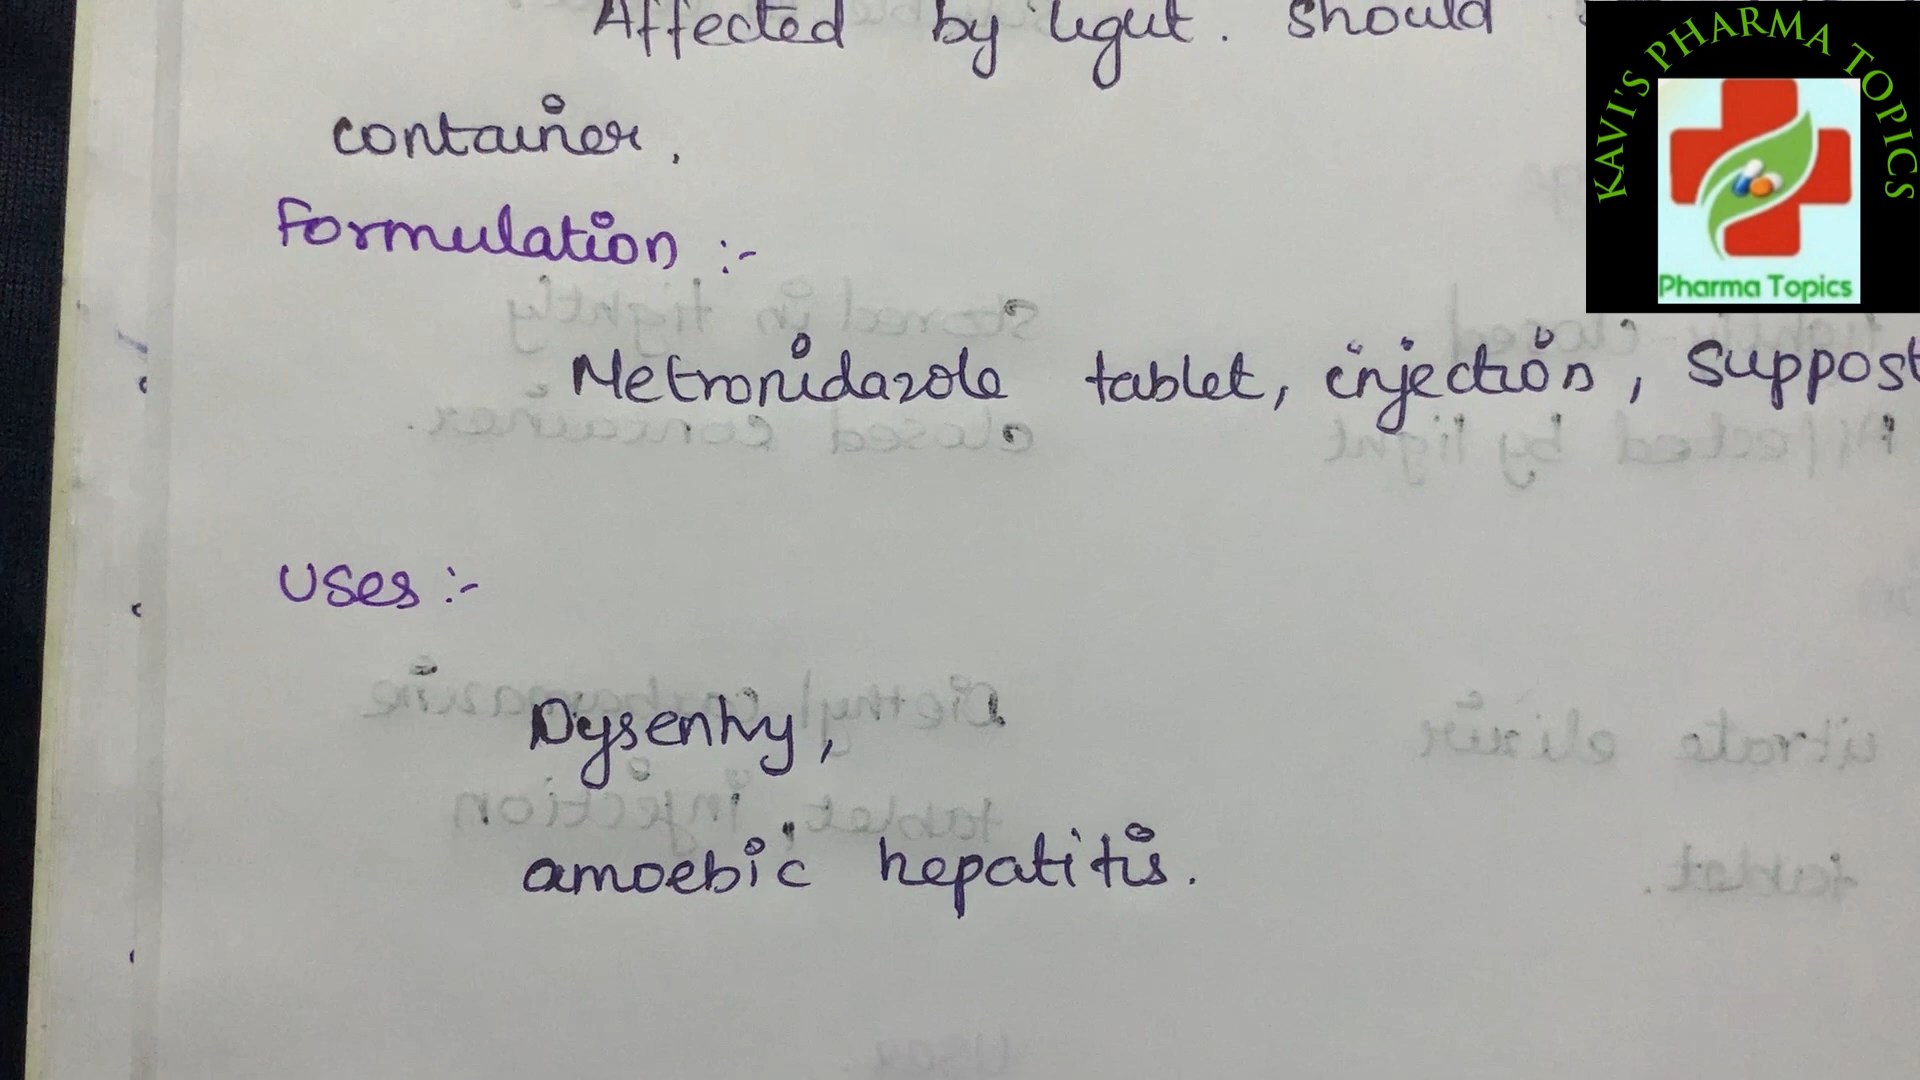 Affected by light. Should
container.
Formulation :-
Metronidazole tablet, injection, Suppost
Uses :-
Dysentry,
amoebic hepatitis.
KAVI'S PHARMA TOPICS
Pharma Topics